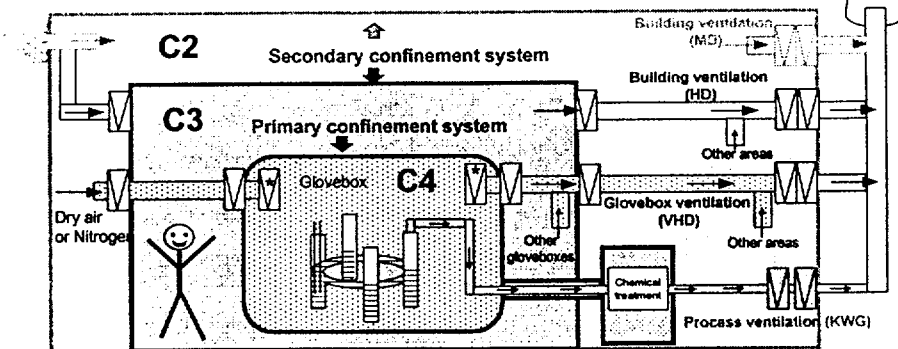 Building ventilation
(MD)
C2
Secondary confinement system
Building ventilation
(HD)
C3
Primary confinement system
Other areas
Glovebox
C4
*
*
Dry air
or Nitrogen
Glovebox ventilation
(VHD)
Other
gloveboxes
Other areas
Chemical
treatment
Process ventilation (KWG)